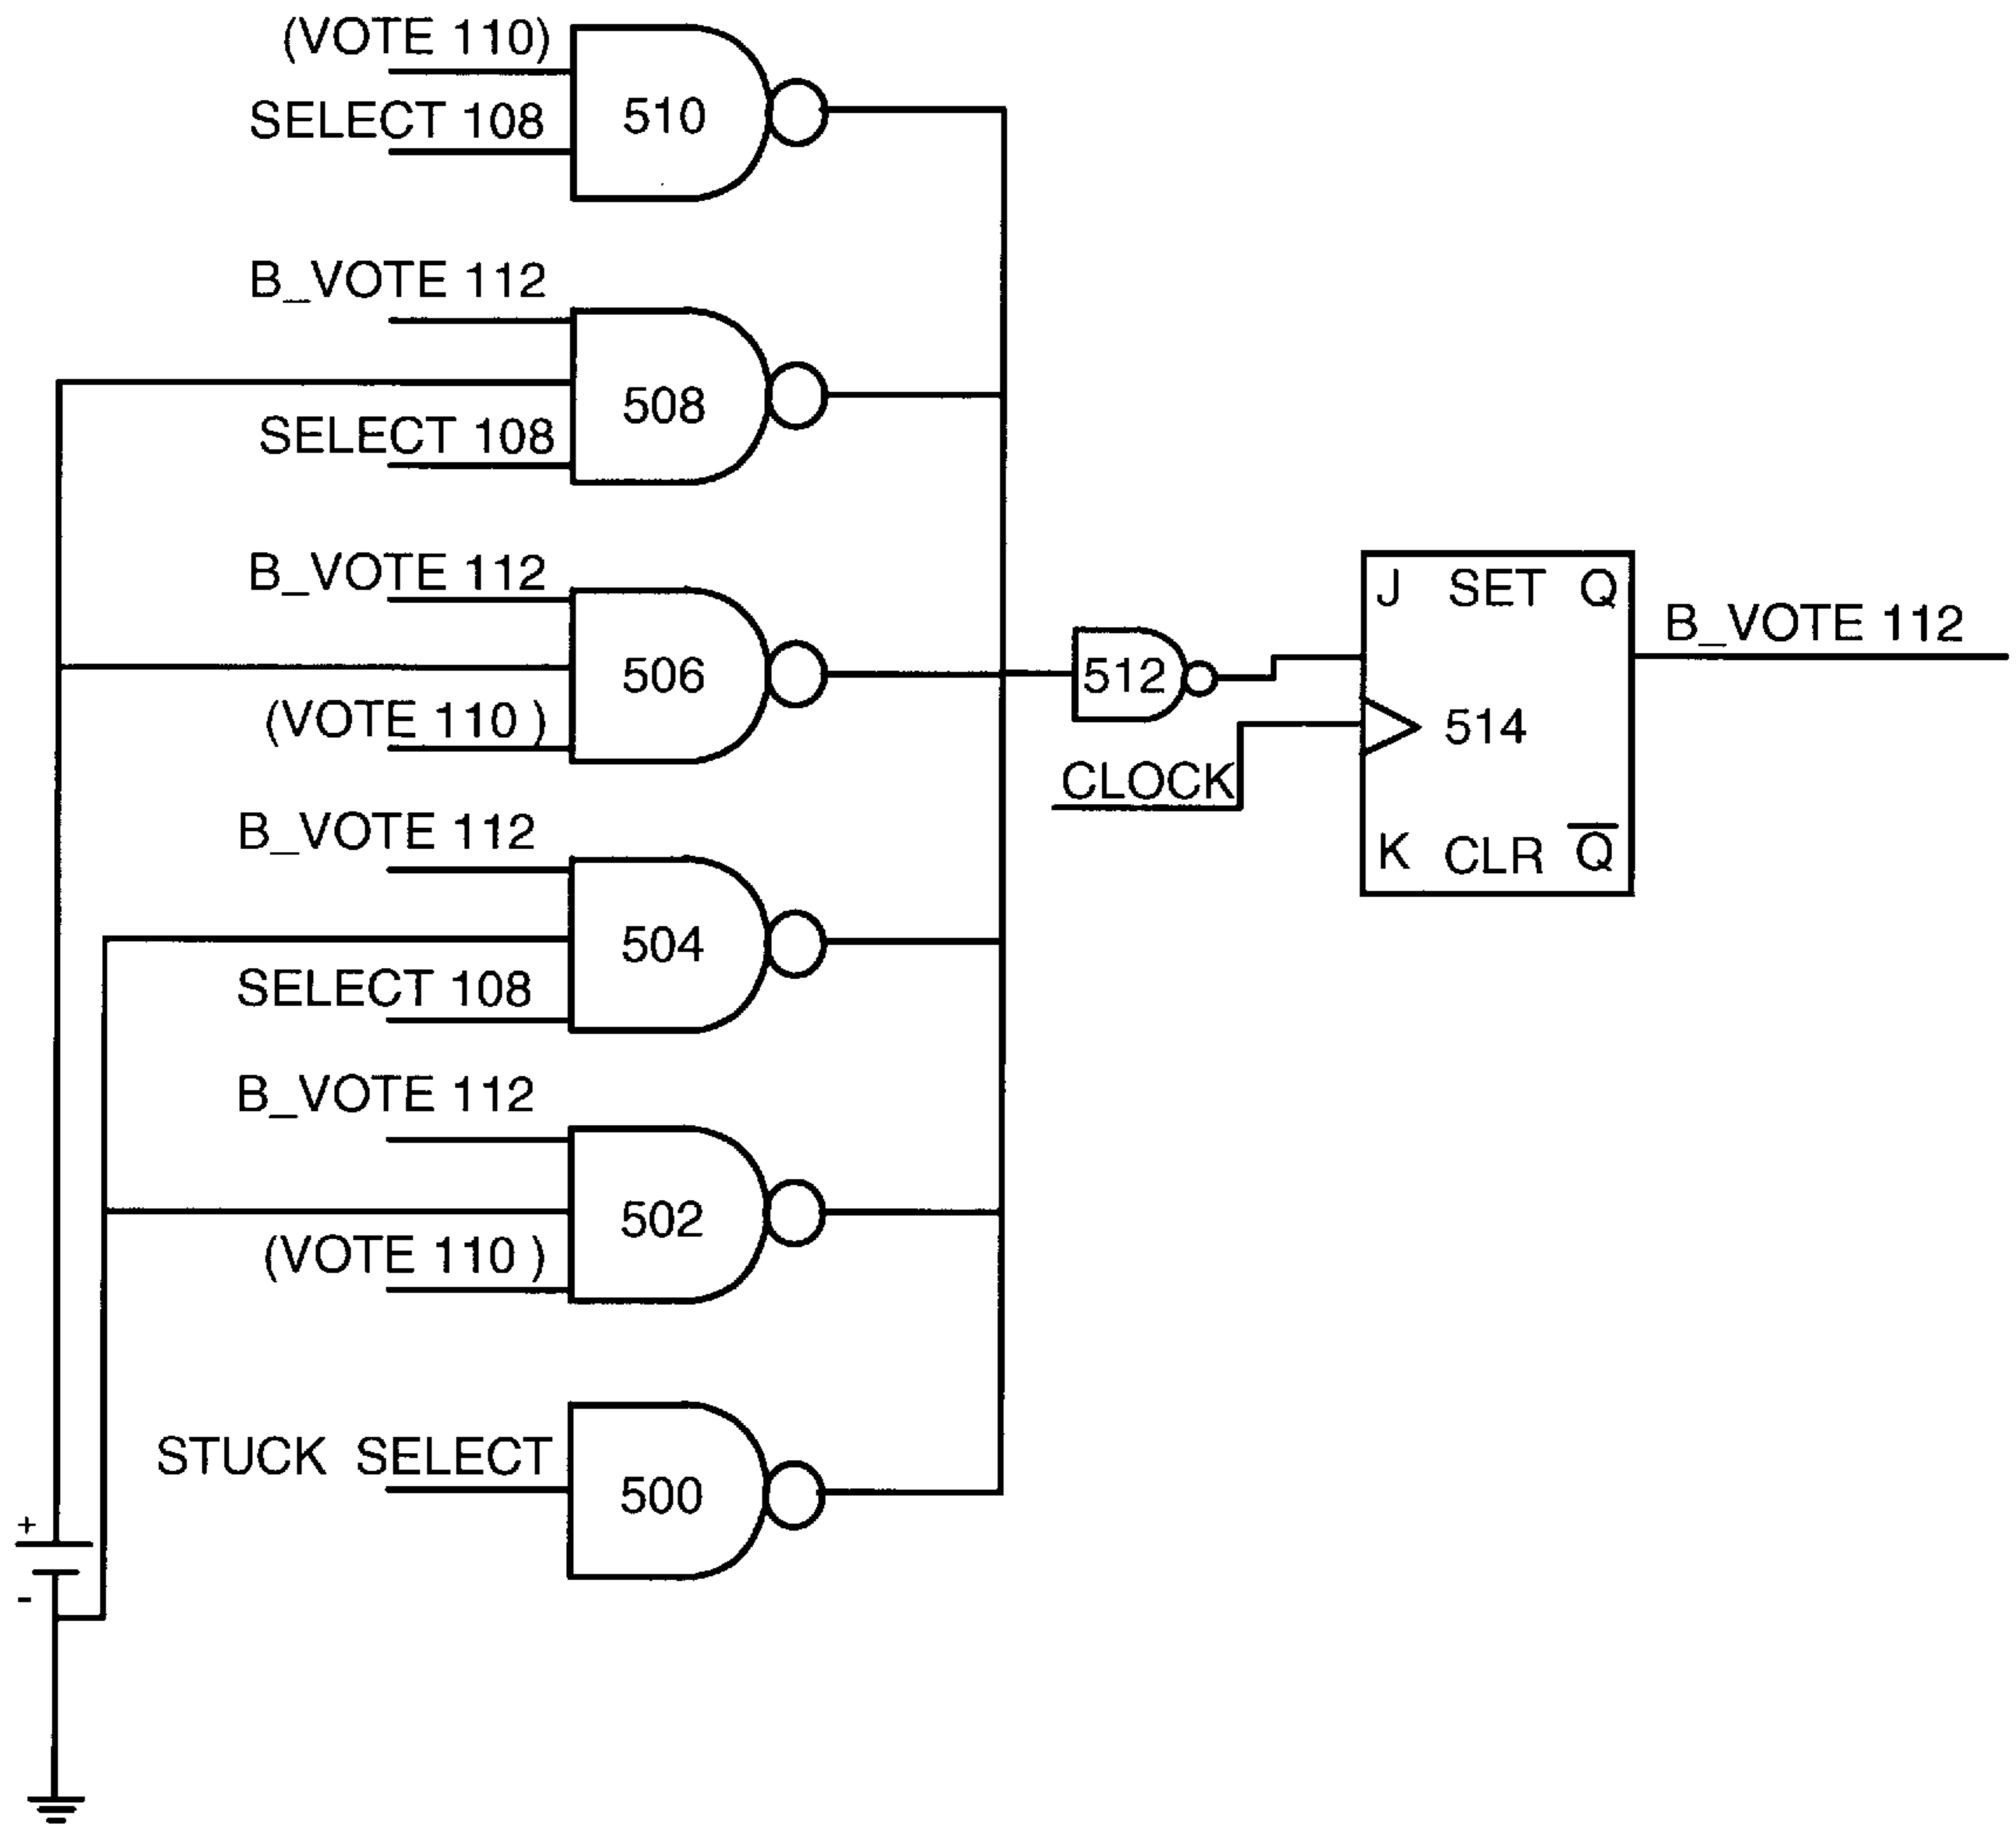 (VOTE 110)
SELECT 108
510
B_VOTE 112
508
SELECT 108
B_VOTE 112
506
(VOTE 110 )
B_VOTE 112
504
SELECT 108
B_VOTE 112
502
(VOTE 110 )
STUCK SELECT
500
+
-
512
CLOCK
J SET Q
514
K CLR Q̅
B_VOTE 112